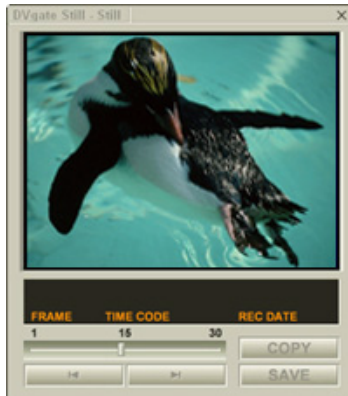 DVgate Still - Still
FRAME TIME CODE REC DATE
1 15 30
COPY
SAVE